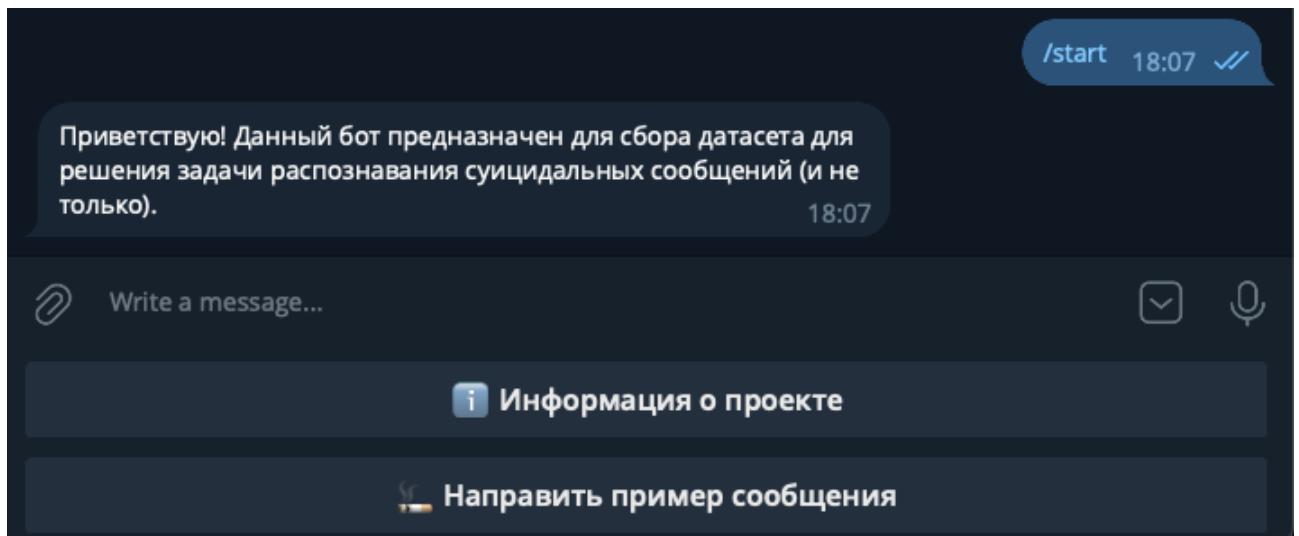 /start 18:07
Приветствую! Данный бот предназначен для сбора датасета для
решения задачи распознавания суицидальных сообщений (и не
только).
18:07
Write a message...
Информация о проекте
Направить пример сообщения